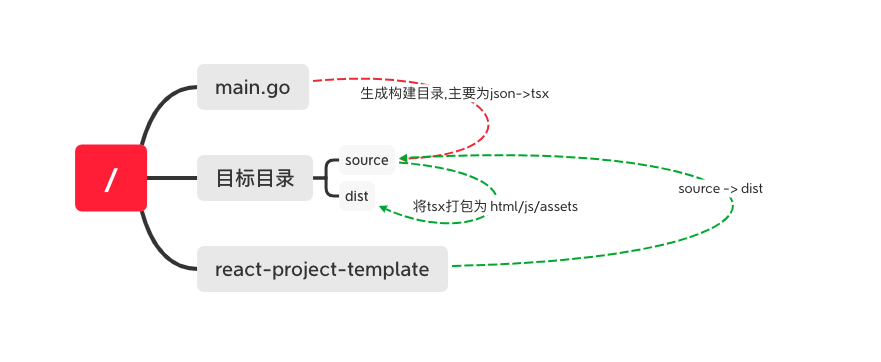 main.go
生成构建目录,主要为json->tsx
/
目标目录
source
dist
source -> dist
将tsx打包为 html/js/assets
react-project-template